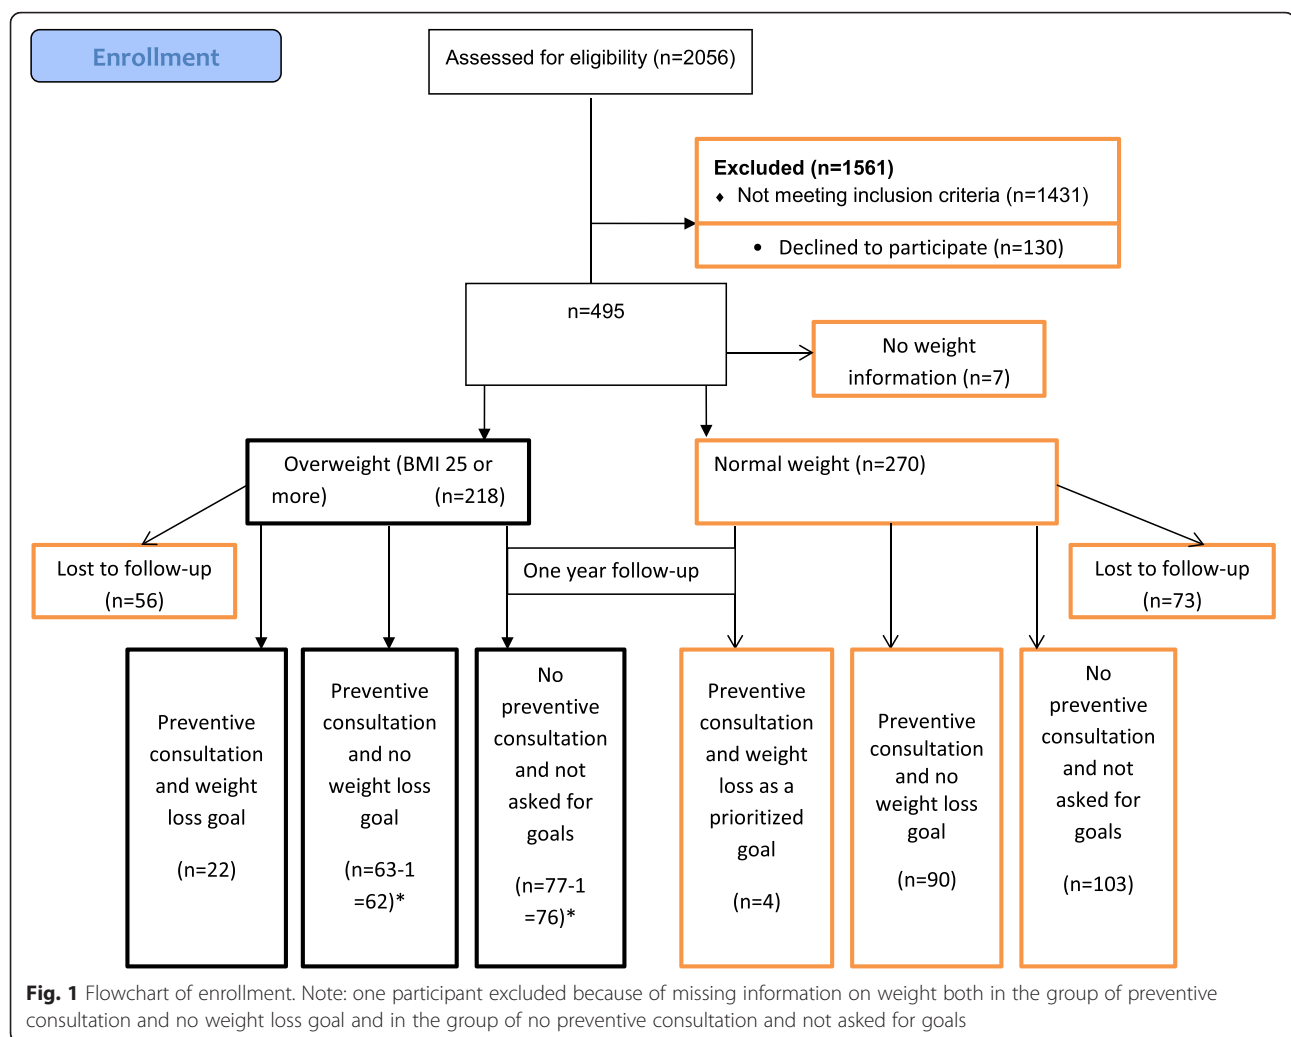 Enrollment
Assessed for eligibility (n=2056)
Excluded (n=1561)
♦ Not meeting inclusion criteria (n=1431)
• Declined to participate (n=130)
n=495
No weight
information (n=7)
Overweight (BMI 25 or
more) (n=218)
Normal weight (n=270)
Lost to follow-up
(n=56)
One year follow-up
Lost to follow-up
(n=73)
Preventive
consultation
and weight
loss goal
(n=22)
Preventive
consultation
and no
weight loss
goal
(n=63-1
=62)*
No
preventive
consultation
and not
asked for
goals
(n=77-1
=76)*
Preventive
consultation
and weight
loss as a
prioritized
goal
(n=4)
Preventive
consultation
and no
weight loss
goal
(n=90)
No
preventive
consultation
and not
asked for
goals
(n=103)
Fig. 1 Flowchart of enrollment. Note: one participant excluded because of missing information on weight both in the group of preventive
consultation and no weight loss goal and in the group of no preventive consultation and not asked for goals